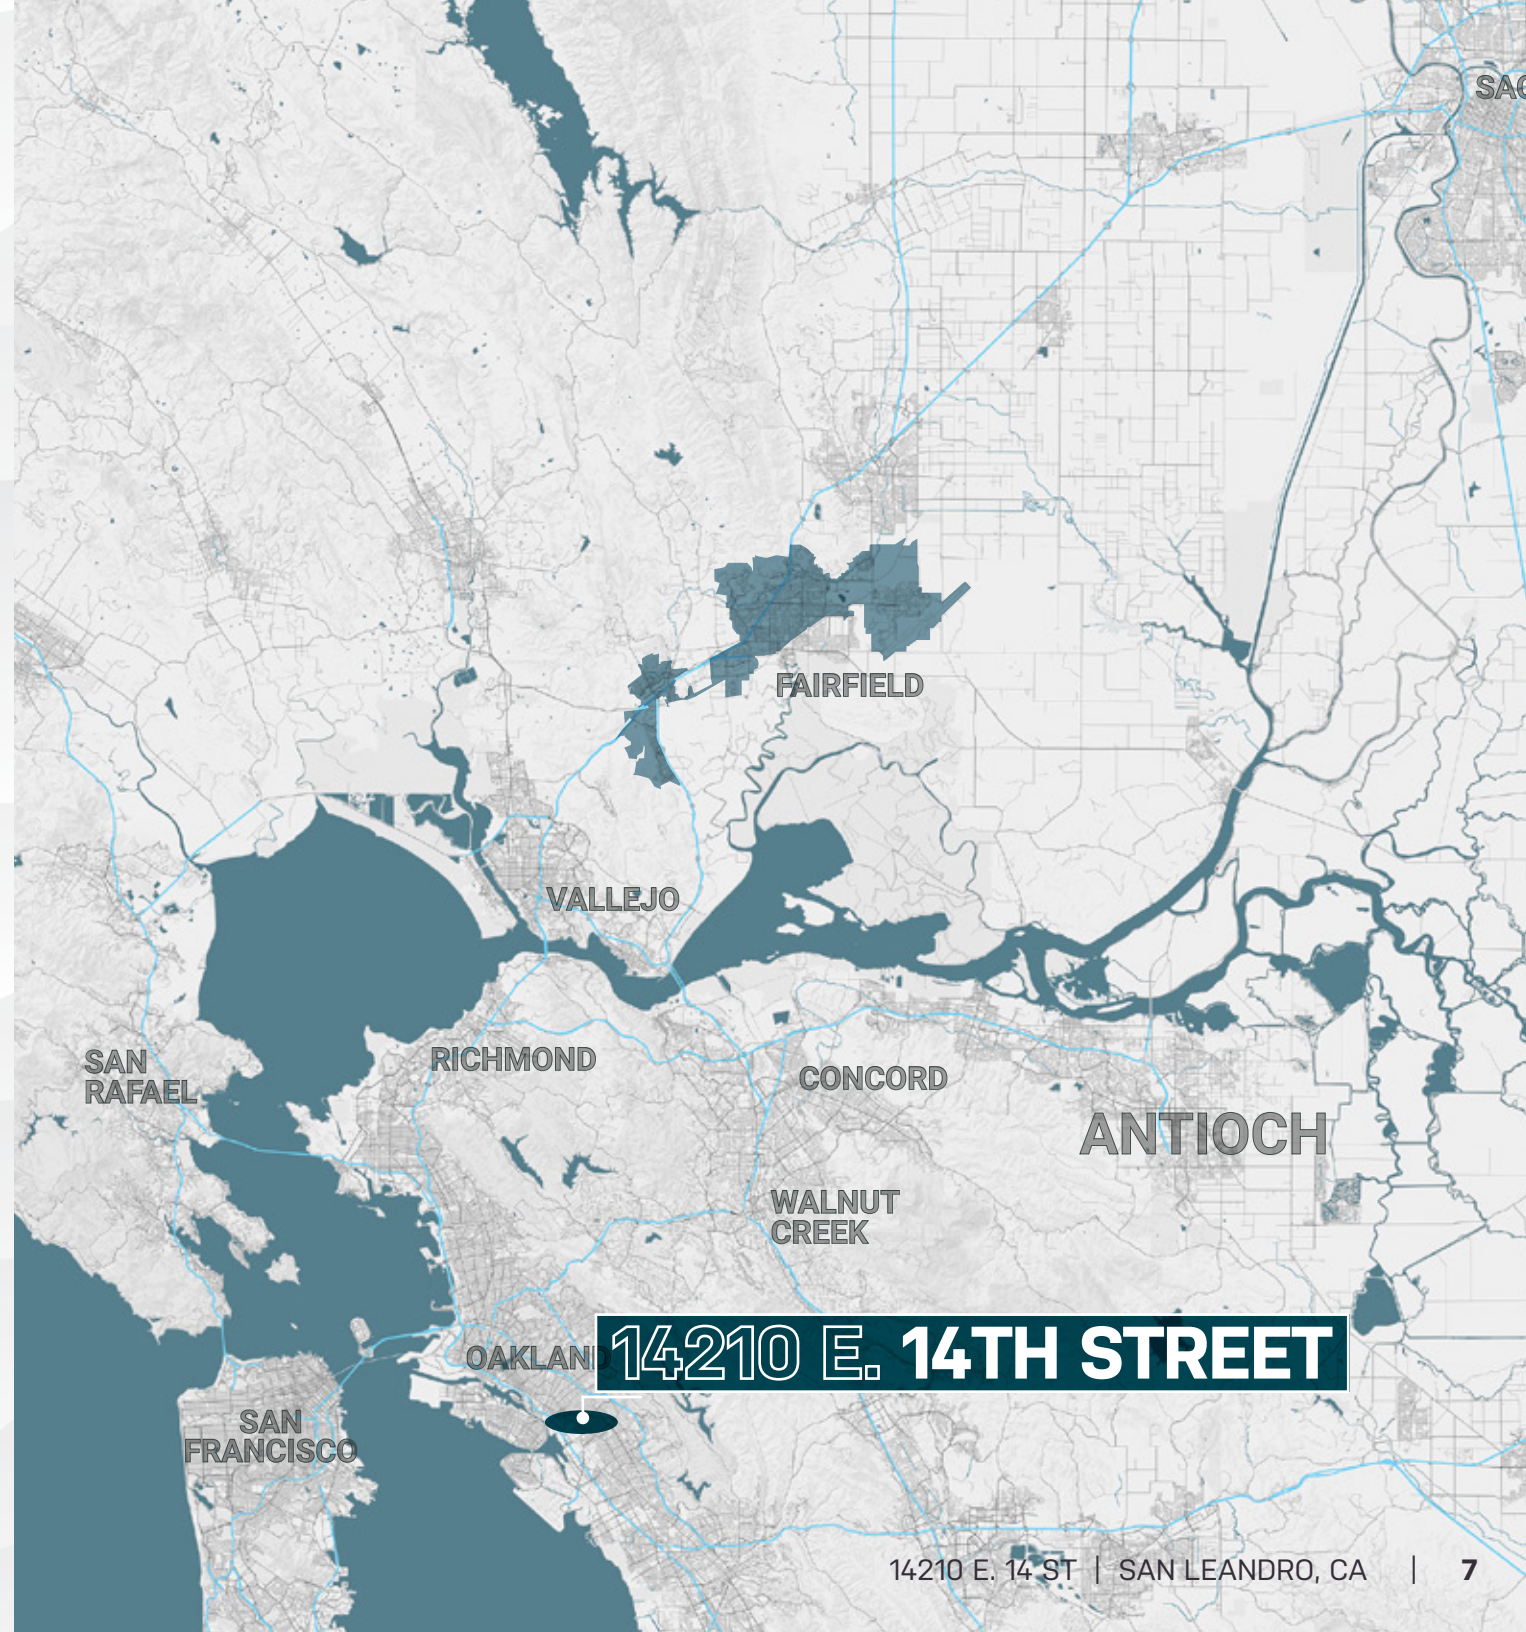 SAC
FAIRFIELD
VALLEJO
SAN
RAFAEL
RICHMOND
CONCORD
ANTIOCH
WALNUT
CREEK
OAKLAND
14210 E. 14TH STREET
SAN
FRANCISCO
14210 E. 14 ST | SAN LEANDRO, CA | 7